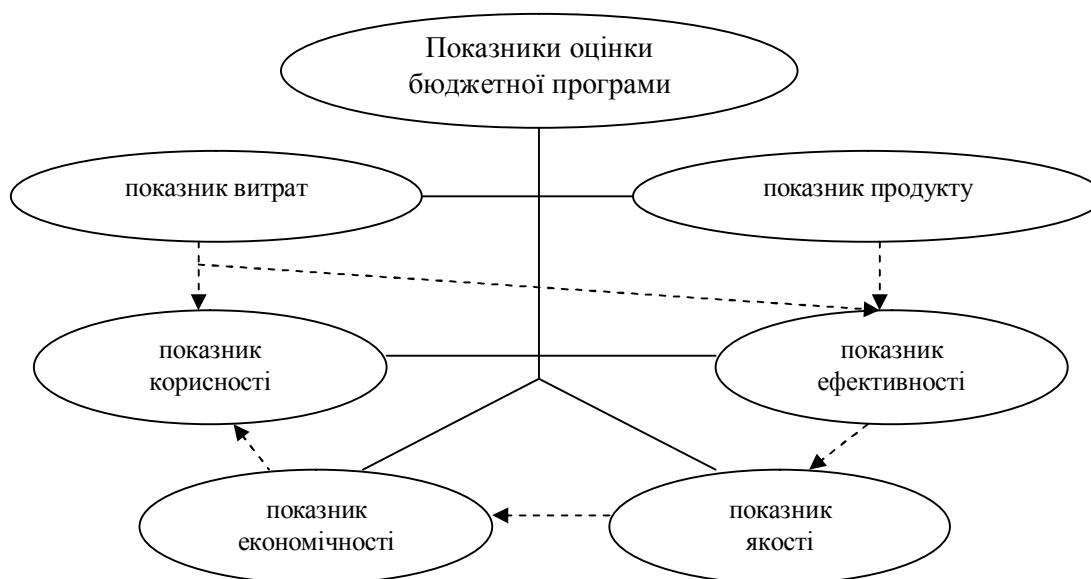 Показники оцінки
бюджетної програми
показник витрат
показник продукту
показник
корисності
показник
ефективності
показник
економічності
показник
якості